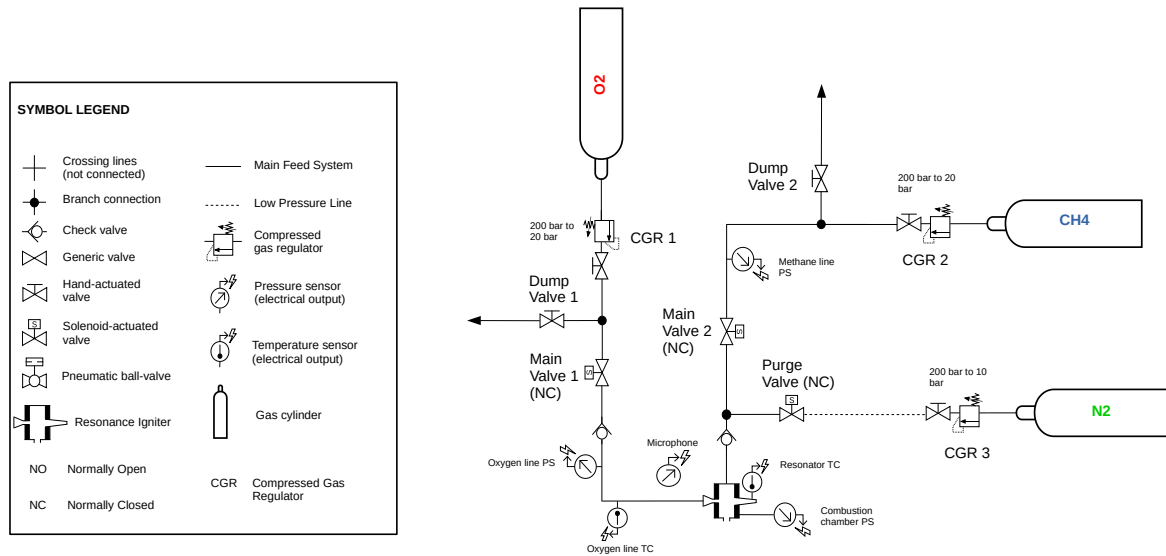 SYMBOL LEGEND
Crossing lines
(not connected)
Branch connection
Check valve
Generic valve
Hand-actuated
valve
S
Solenoid-actuated
valve
Pneumatic ball-valve
Resonance Igniter
NO Normally Open
NC Normally Closed
Main Feed System
Low Pressure Line
Compressed
gas regulator
Pressure sensor
(electrical output)
Temperature sensor
(electrical output)
Gas cylinder
CGR Compressed Gas
Regulator
O2
200 bar to
20 bar
CGR 1
Dump
Valve 1
Main
Valve 1
(NC)
S
Oxygen line PS
Oxygen line TC
Microphone
Dump
Valve 2
200 bar to 20
bar
CH4
CGR 2
Methane line
PS
Main
Valve 2
(NC)
S
Purge
Valve (NC)
S
200 bar to 10
bar
N2
CGR 3
Resonator TC
Combustion
chamber PS